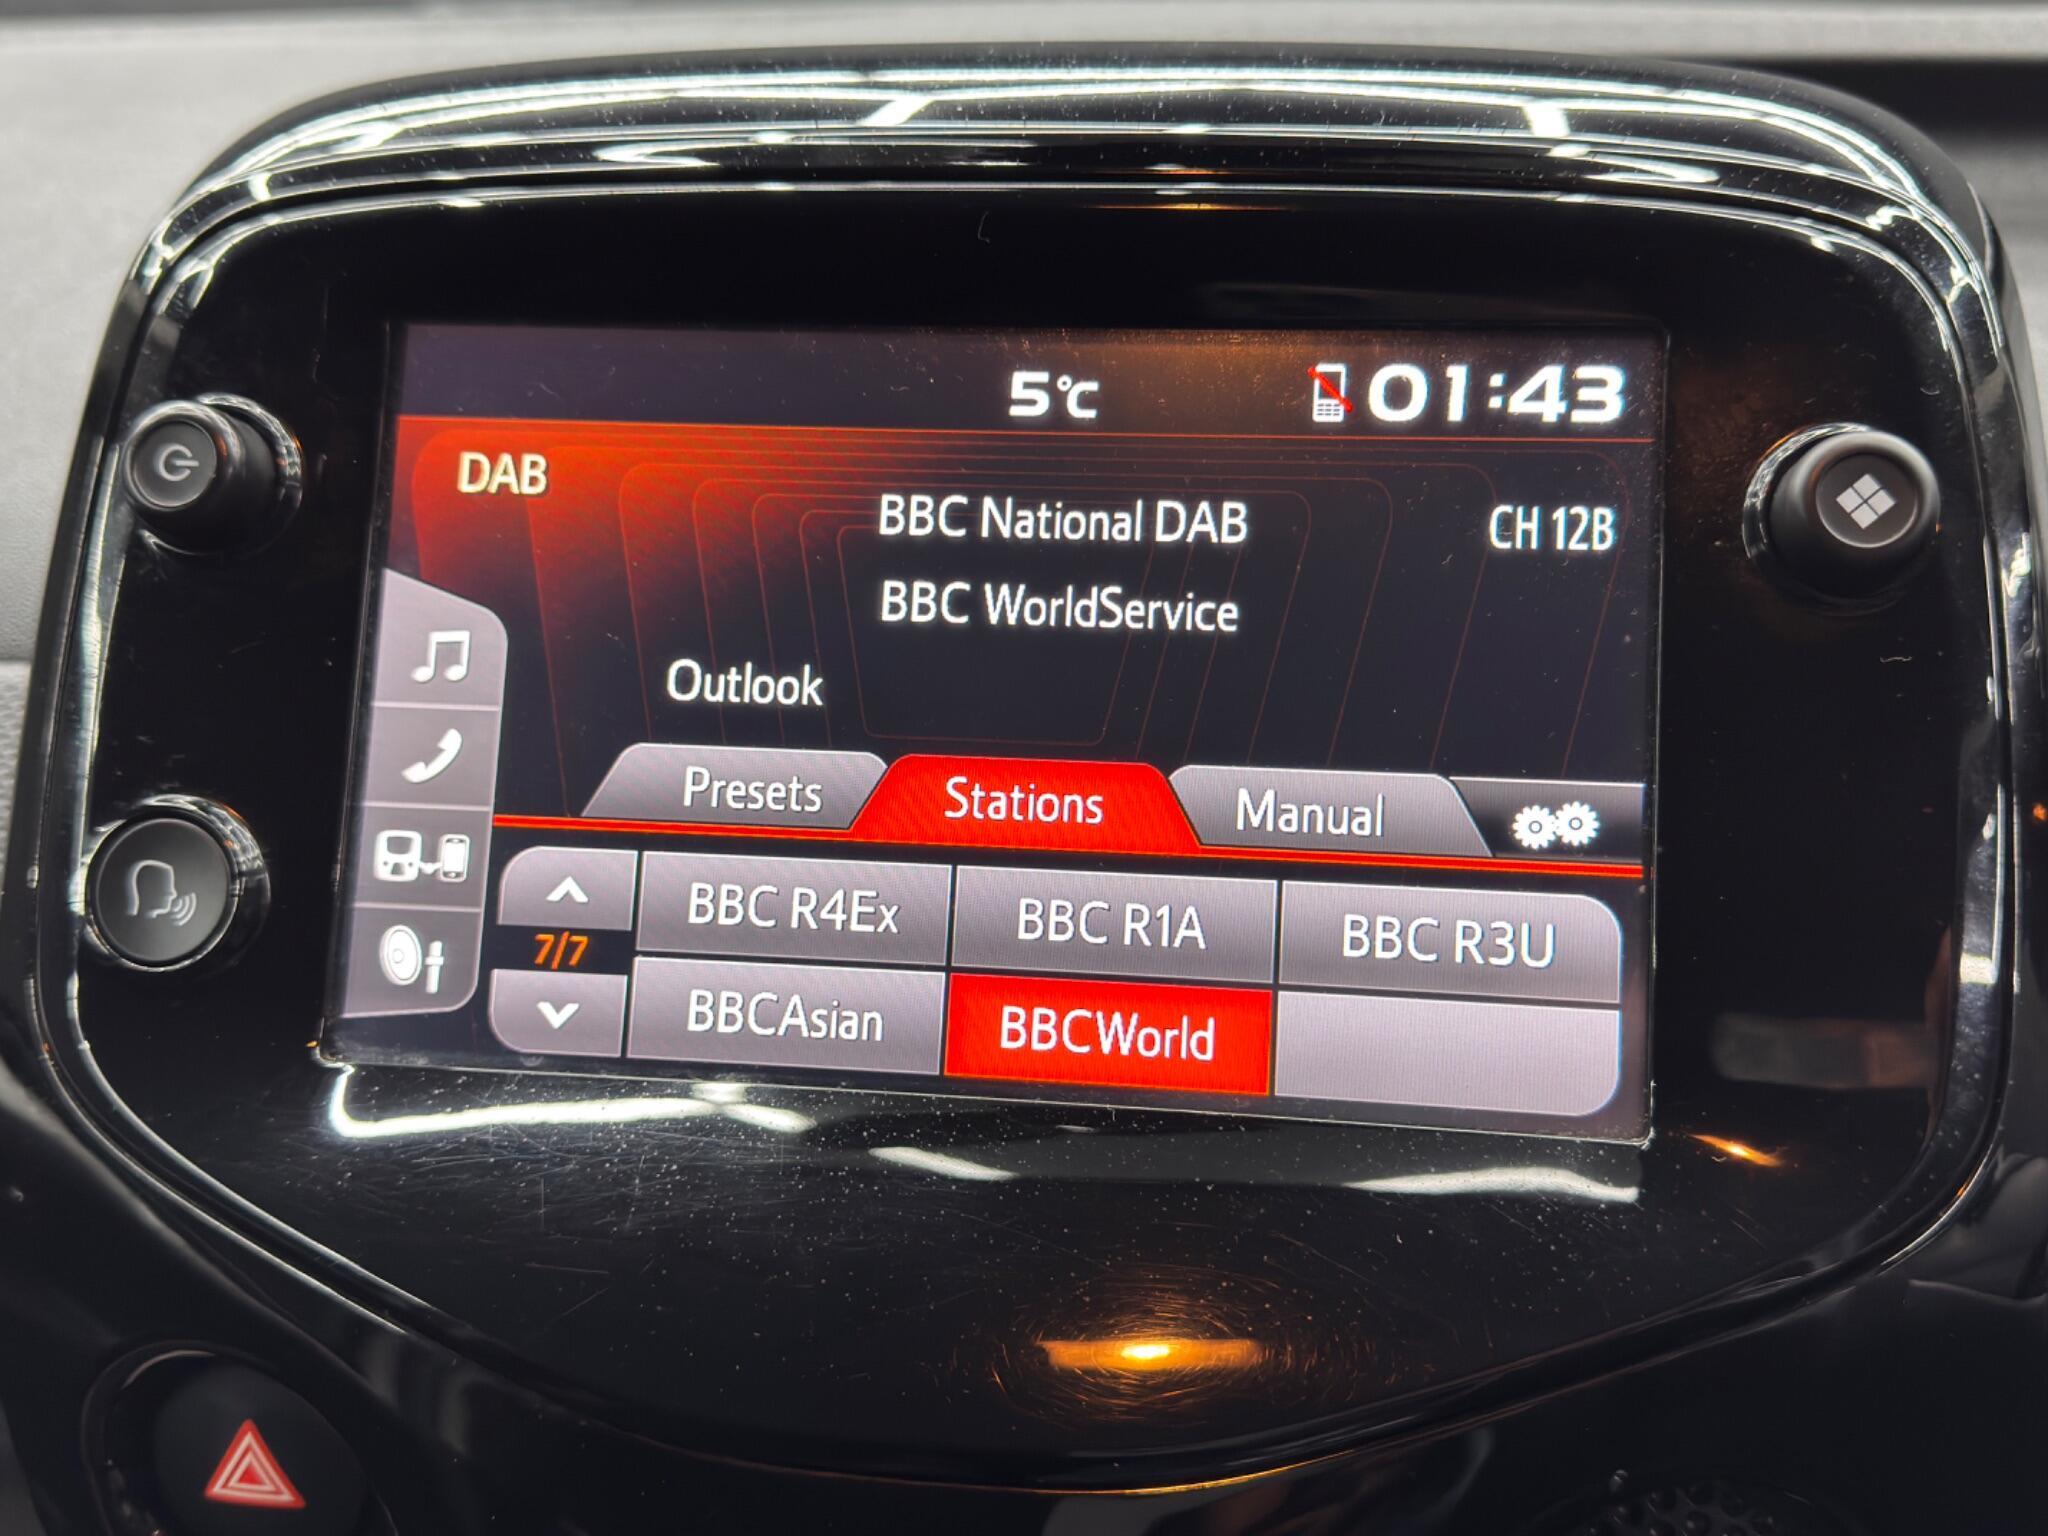 5°C 01:43
DAB
BBC National DAB CH 12B
BBC WorldService
Outlook
Presets Stations Manual
BBC R4Ex BBC R1A BBC R3U
7/7
BBCAsian BBCWorld